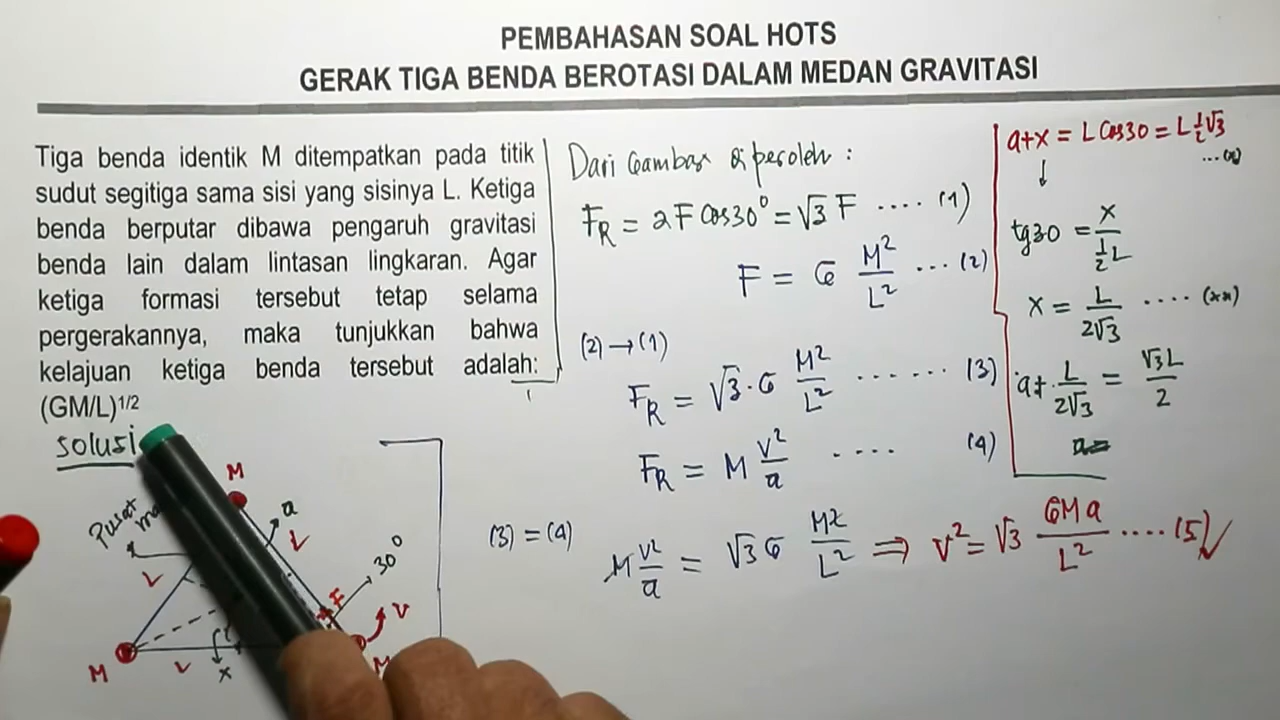 PEMBAHASAN SOAL HOTS
GERAK TIGA BENDA BEROTASI DALAM MEDAN GRAVITASI
Tiga benda identik M ditempatkan pada titik
sudut segitiga sama sisi yang sisinya L. Ketiga
benda berputar dibawa pengaruh gravitasi
benda lain dalam lintasan lingkaran. Agar
ketiga formasi tersebut tetap selama
pergerakannya, maka tunjukkan bahwa
kelajuan ketiga benda tersebut adalah:
(GM/L)^1/2
Solusi
Pusat
M
a
L
30°
L
F
V
M
L
x
M
Dari Gambar diperoleh :
F_R = 2F Cos30° = √3 F .... (1)
F = G M²/L² ... (2)
(2) → (1)
F_R = √3 . G M²/L² ...... (3)
F_R = M V²/a .... (4)
(3) = (4)
M V²/a = √3 G M²/L² ⇒ V² = √3 GMa/L² .... (5) ✓
a+x = L Cos30 = L ½√3
↓
tg30 = x/½L
x = L/2√3 .... (xx)
a + L/2√3 = √3L/2